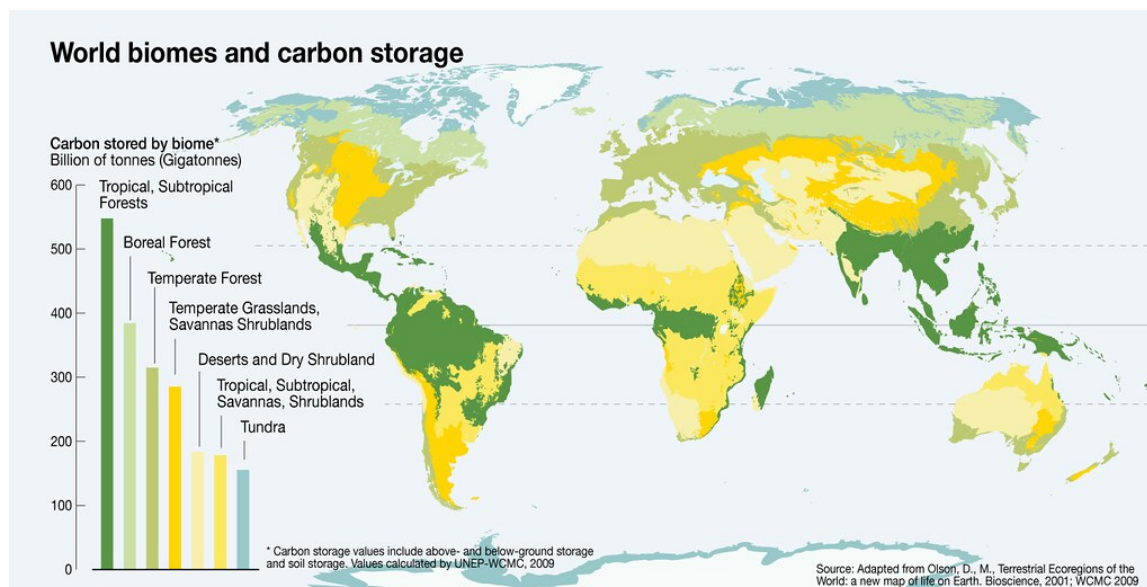 World biomes and carbon storage
Carbon stored by biome*
Billion of tonnes (Gigatonnes)
600
Tropical, Subtropical
Forests
500
Boreal Forest
Temperate Forest
400
Temperate Grasslands,
Savannas Shrublands
300
Deserts and Dry Shrubland
Tropical, Subtropical,
Savannas, Shrublands
200
Tundra
100
0
* Carbon storage values include above- and below-ground storage
and soil storage. Values calculated by UNEP-WCMC, 2009
Source: Adapted from Olson, D., M., Terrestrial Ecoregions of the
World: a new map of life on Earth. Bioscience, 2001; WCMC 2012